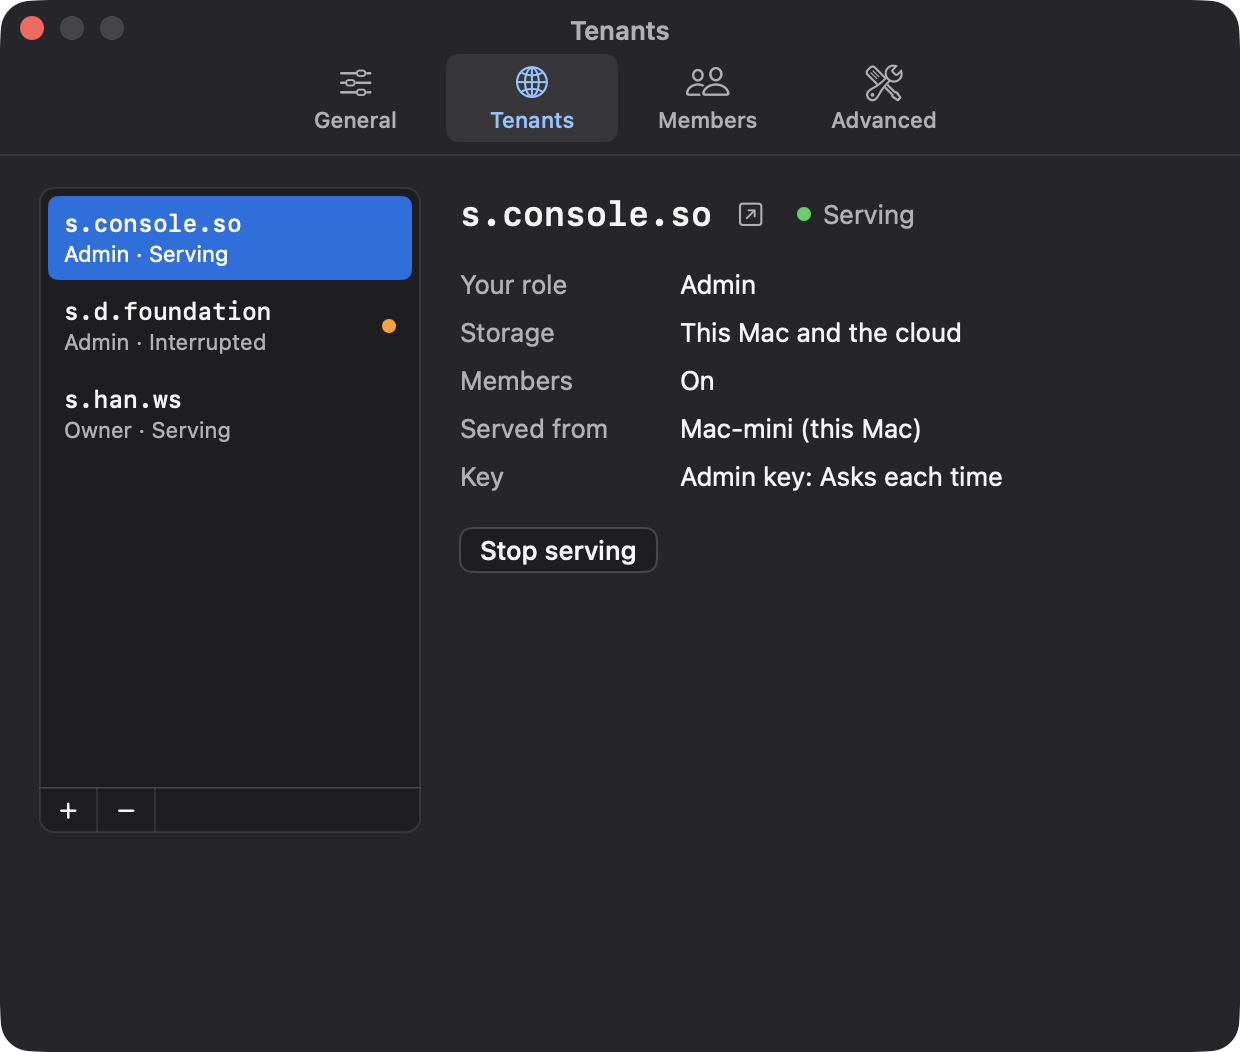 Tenants
General
Tenants
Members
Advanced
s.console.so
Admin · Serving
s.d.foundation
Admin · Interrupted
s.han.ws
Owner · Serving
+ −
s.console.so
Serving
Your role Admin
Storage This Mac and the cloud
Members On
Served from Mac-mini (this Mac)
Key Admin key: Asks each time
Stop serving